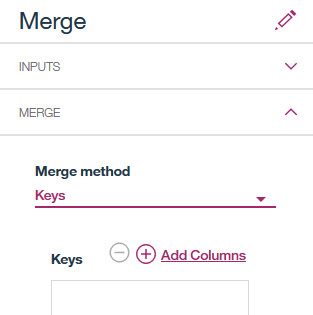 Merge
INPUTS
MERGE
Merge method
Keys
Keys Add Columns